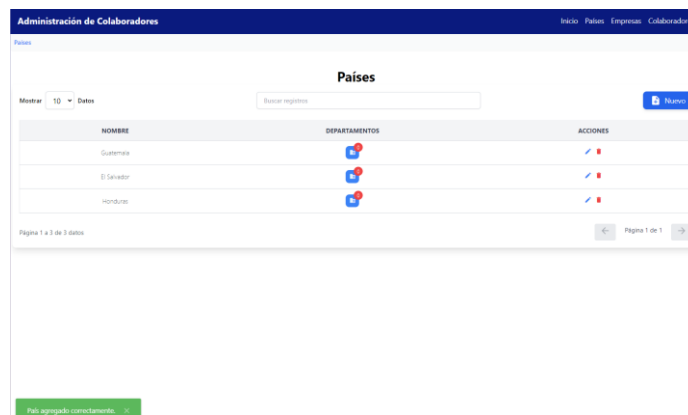 Administración de Colaboradores
Inicio Países Empresas Colaboradores
Países
Países
Mostrar 10 Datos
Buscar registros
Nuevo
NOMBRE DEPARTAMENTOS ACCIONES
Guatemala
El Salvador
Honduras
Página 1 a 3 de 3 datos
Página 1 de 1
País agregado correctamente. ×